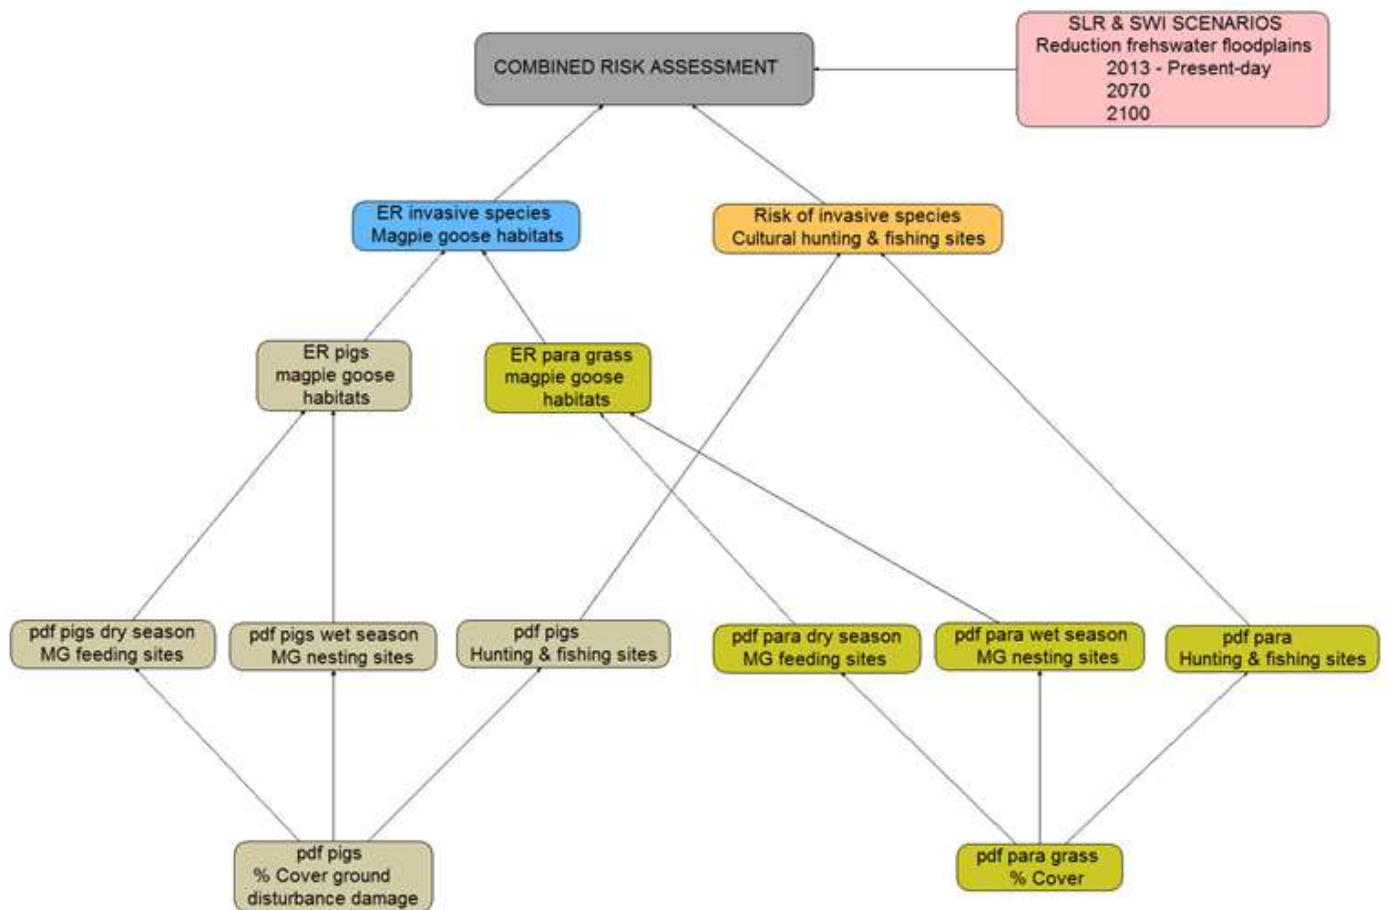 SLR & SWI SCENARIOS
Reduction frehswater floodplains
2013 - Present-day
2070
2100
COMBINED RISK ASSESSMENT
ER invasive species
Magpie goose habitats
Risk of invasive species
Cultural hunting & fishing sites
ER pigs
magpie goose
habitats
ER para grass
magpie goose
habitats
pdf pigs dry season
MG feeding sites
pdf pigs wet season
MG nesting sites
pdf pigs
Hunting & fishing sites
pdf para dry season
MG feeding sites
pdf para wet season
MG nesting sites
pdf para
Hunting & fishing sites
pdf pigs
% Cover ground
disturbance damage
pdf para grass
% Cover